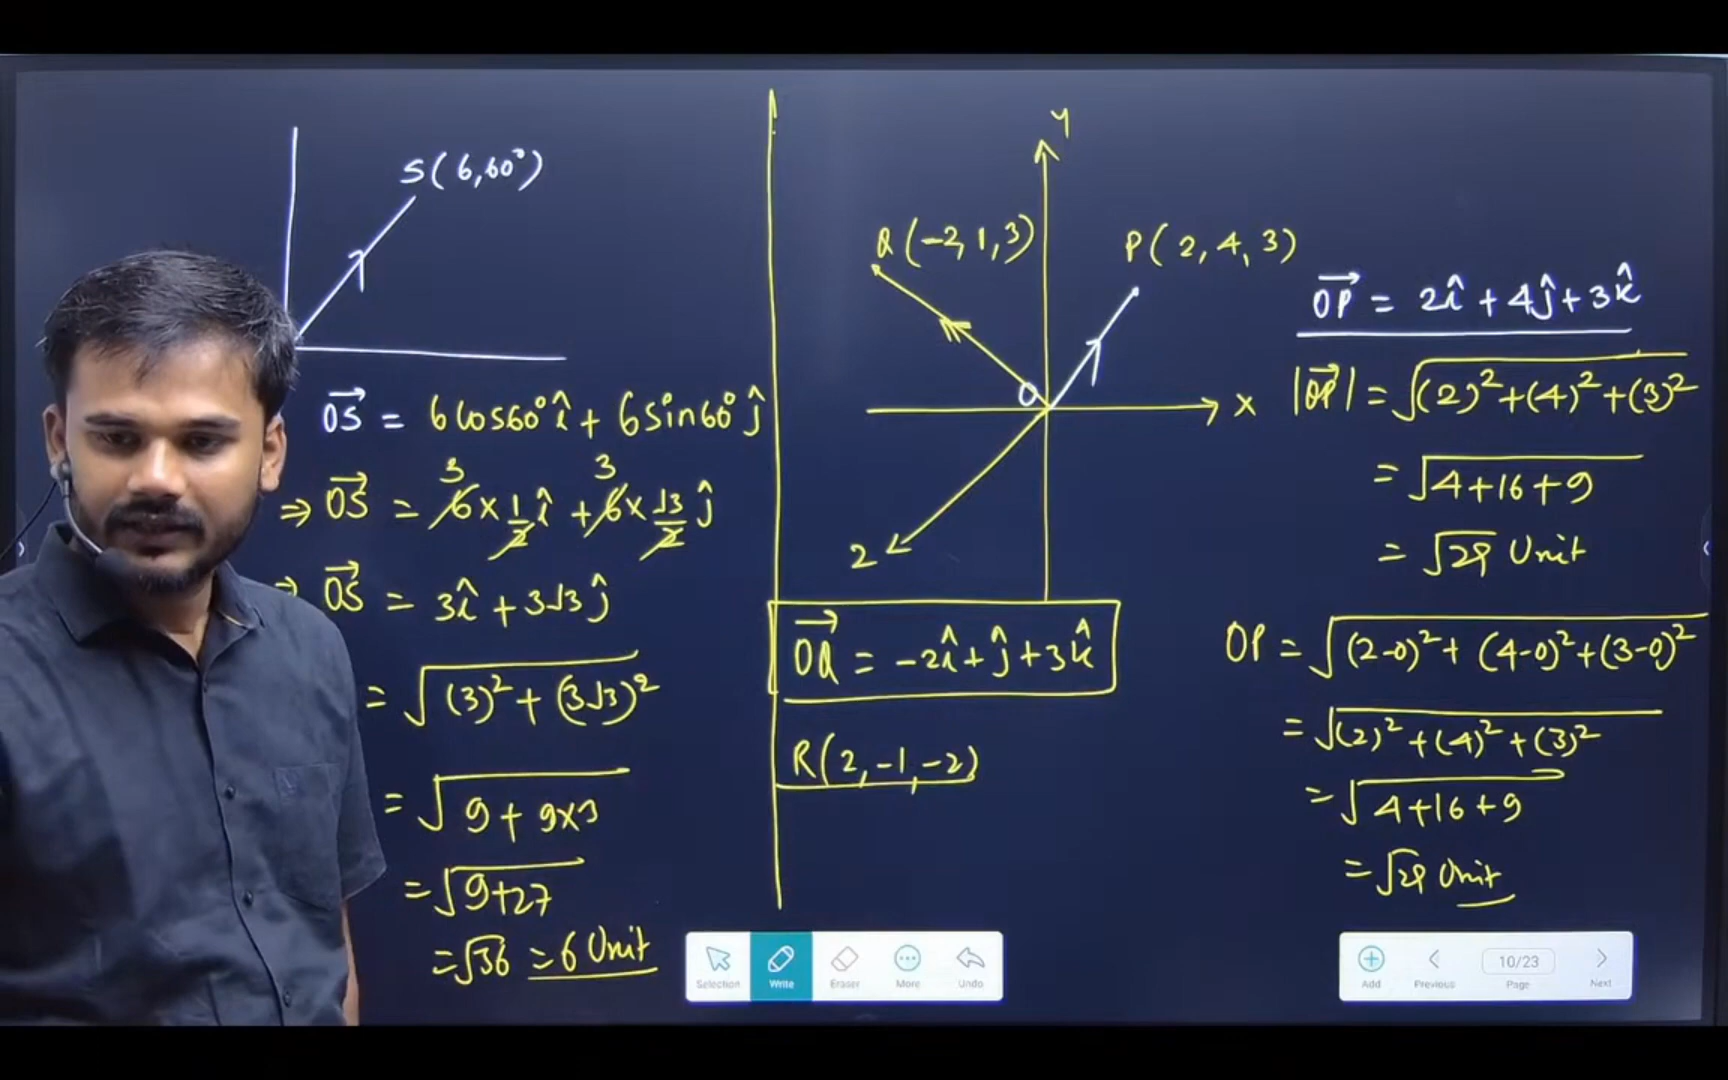 S(6,60°)
OS = 6cos60°î + 6sin60°ĵ
3 3
⇒ OS = 6×1/2 î + 6×√3/2 ĵ
⇒ OS = 3î + 3√3ĵ
= √(3)²+(3√3)²
= √9+9×3
= √9+27
= √36 = 6 Unit
Y
Q(-2,1,3)
P(2,4,3)
O
X
Z
OQ = -2î+ĵ+3k̂
R(2,-1,-2)
OP = 2î+4ĵ+3k̂
|OP| = √(2)²+(4)²+(3)²
= √4+16+9
= √29 Unit
OP = √(2-0)²+(4-0)²+(3-0)²
= √(2)²+(4)²+(3)²
= √4+16+9
= √29 Unit
Selection Write Eraser More Undo
10/23
Add Previous Page Next